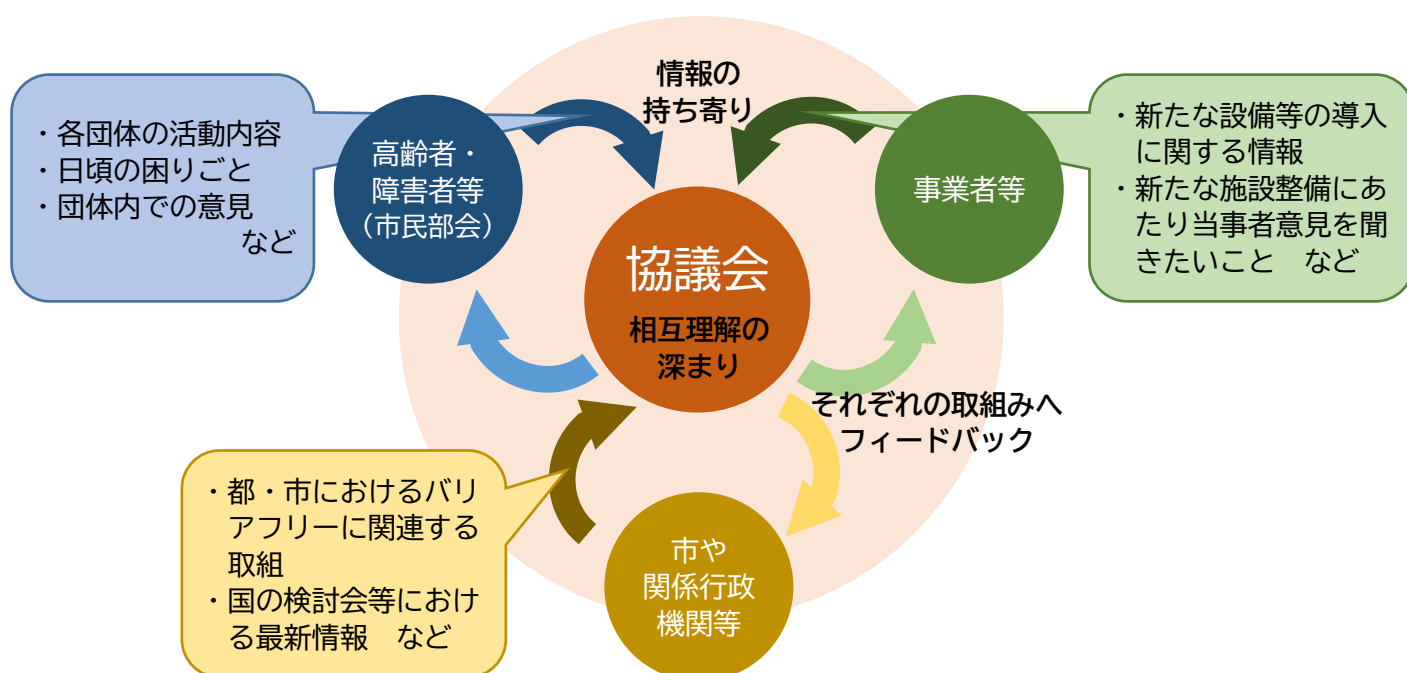 情報の
持ち寄り
・各団体の活動内容
・日頃の困りごと
・団体内での意見
など
高齢者・
障害者等
（市民部会）
事業者等
・新たな設備等の導入
に関する情報
・新たな施設整備にあ
たり当事者意見を聞
きたいこと　など
協議会
相互理解の
深まり
それぞれの取組みへ
フィードバック
・都・市におけるバリ
アフリーに関連する
取組
・国の検討会等におけ
る最新情報　など
市や
関係行政
機関等